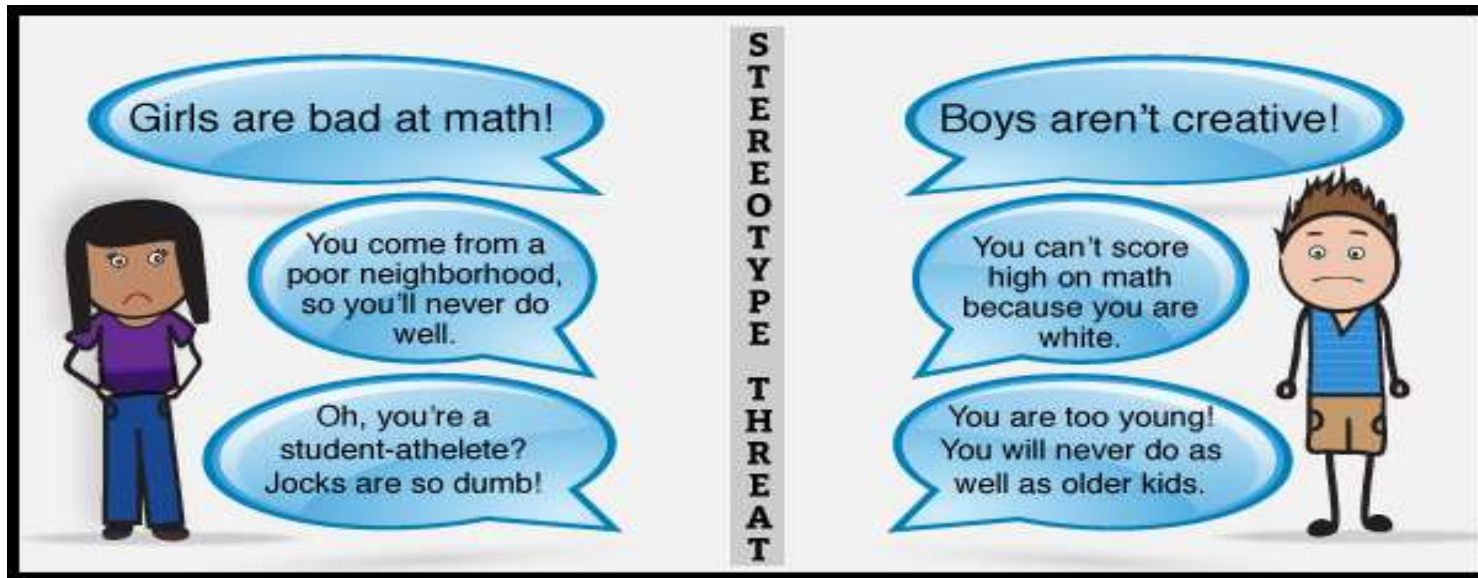 Girls are bad at math!
You come from a
poor neighborhood,
so you'll never do
well.
Oh, you're a
student-athelete?
Jocks are so dumb!
STEREOTYPE THREAT
Boys aren't creative!
You can't score
high on math
because you are
white.
You are too young!
You will never do as
well as older kids.